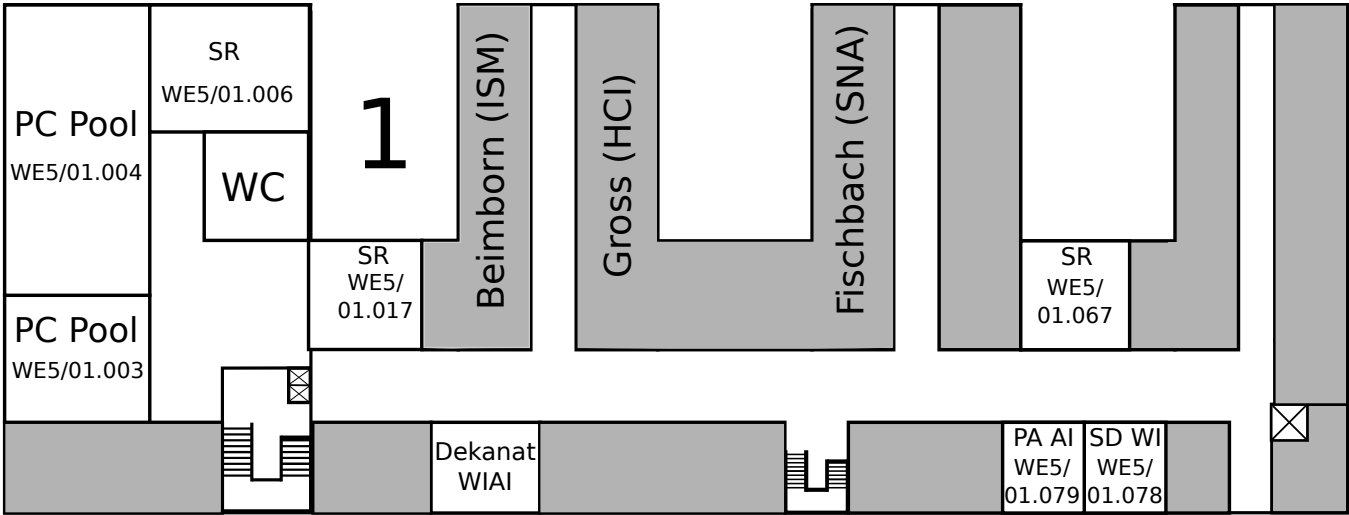 SR
WE5/01.006
PC Pool
WE5/01.004
WC
1
Beimborn (ISM)
Gross (HCI)
Fischbach (SNA)
SR
WE5/
01.017
SR
WE5/
01.067
PC Pool
WE5/01.003
Dekanat
WIAI
PA AI
WE5/
01.079
SD WI
WE5/
01.078